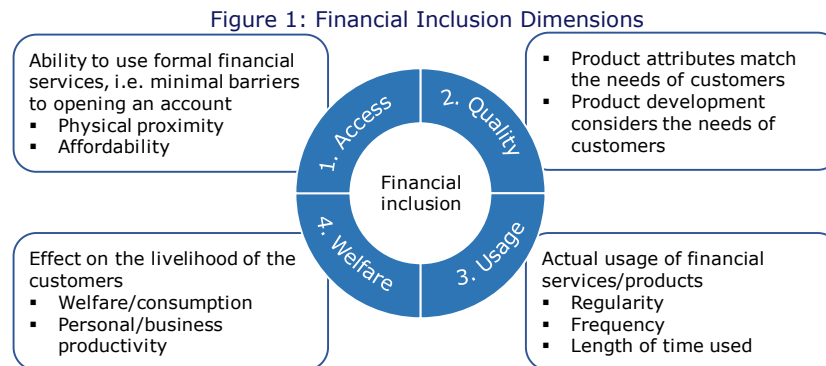 Figure 1: Financial Inclusion Dimensions
Ability to use formal financial
services, i.e. minimal barriers
to opening an account
▪ Physical proximity
▪ Affordability
▪ Product attributes match
the needs of customers
▪ Product development
considers the needs of
customers
1. Access
2. Quality
Financial
inclusion
4. Welfare
3. Usage
Effect on the livelihood of the
customers
▪ Welfare/consumption
▪ Personal/business
productivity
Actual usage of financial
services/products
▪ Regularity
▪ Frequency
▪ Length of time used